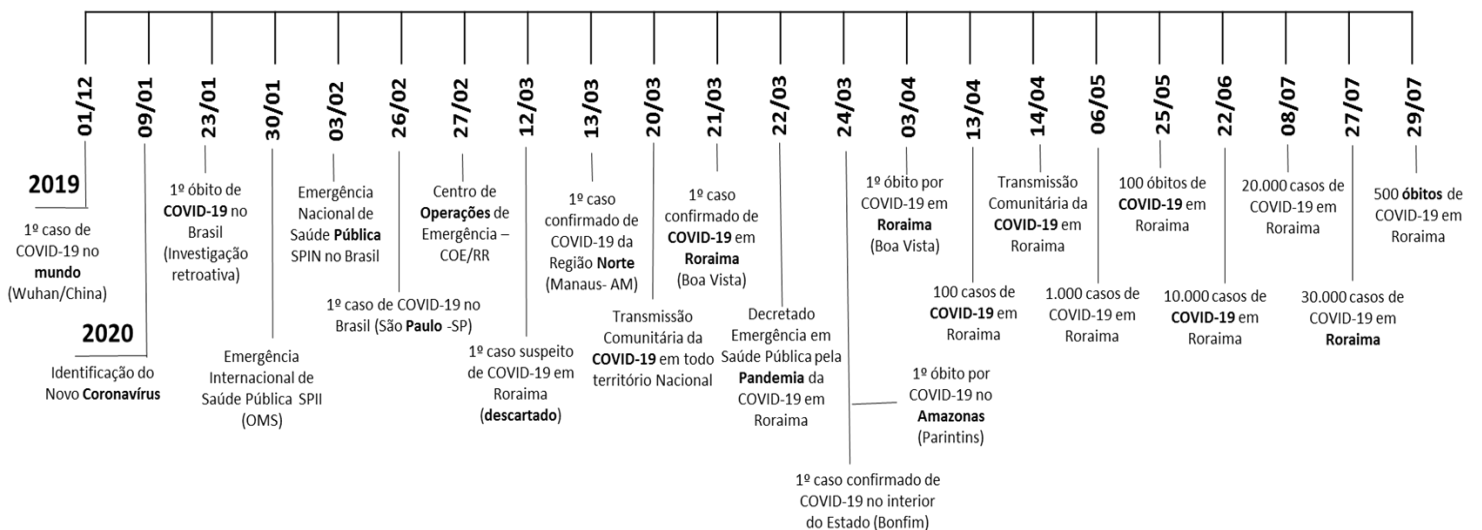 01/12
09/01
23/01
30/01
03/02
26/02
27/02
12/03
13/03
20/03
21/03
22/03
24/03
03/04
13/04
14/04
06/05
25/05
22/06
08/07
27/07
29/07
2019
1º caso de
COVID-19 no
mundo
(Wuhan/China)
2020
Identificação do
Novo Coronavírus
1º óbito de
COVID-19 no
Brasil
(Investigação
retroativa)
Emergência
Internacional de
Saúde Pública SPII
(OMS)
Emergência
Nacional de
Saúde Pública
SPIN no Brasil
1º caso de COVID-19 no
Brasil (São Paulo -SP)
Centro de
Operações de
Emergência –
COE/RR
1º caso suspeito
de COVID-19 em
Roraima
(descartado)
1º caso
confirmado de
COVID-19 da
Região Norte
(Manaus- AM)
Transmissão
Comunitária da
COVID-19 em todo
território Nacional
1º caso
confirmado de
COVID-19 em
Roraima
(Boa Vista)
Decretado
Emergência em
Saúde Pública pela
Pandemia da
COVID-19 em
Roraima
1º caso confirmado de
COVID-19 no interior
do Estado (Bonfim)
1º óbito por
COVID-19 no
Amazonas
(Parintins)
1º óbito por
COVID-19 em
Roraima
(Boa Vista)
100 casos de
COVID-19 em
Roraima
Transmissão
Comunitária da
COVID-19 em
Roraima
1.000 casos de
COVID-19 em
Roraima
100 óbitos de
COVID-19 em
Roraima
10.000 casos de
COVID-19 em
Roraima
20.000 casos de
COVID-19 em
Roraima
30.000 casos de
COVID-19 em
Roraima
500 óbitos de
COVID-19 em
Roraima